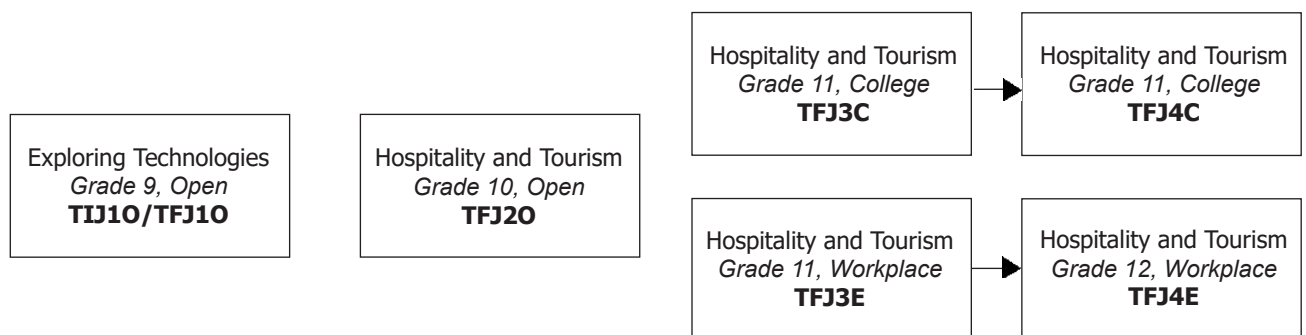 Exploring Technologies
Grade 9, Open
TIJ1O/TFJ1O
Hospitality and Tourism
Grade 10, Open
TFJ2O
Hospitality and Tourism
Grade 11, College
TFJ3C
Hospitality and Tourism
Grade 11, College
TFJ4C
Hospitality and Tourism
Grade 11, Workplace
TFJ3E
Hospitality and Tourism
Grade 12, Workplace
TFJ4E